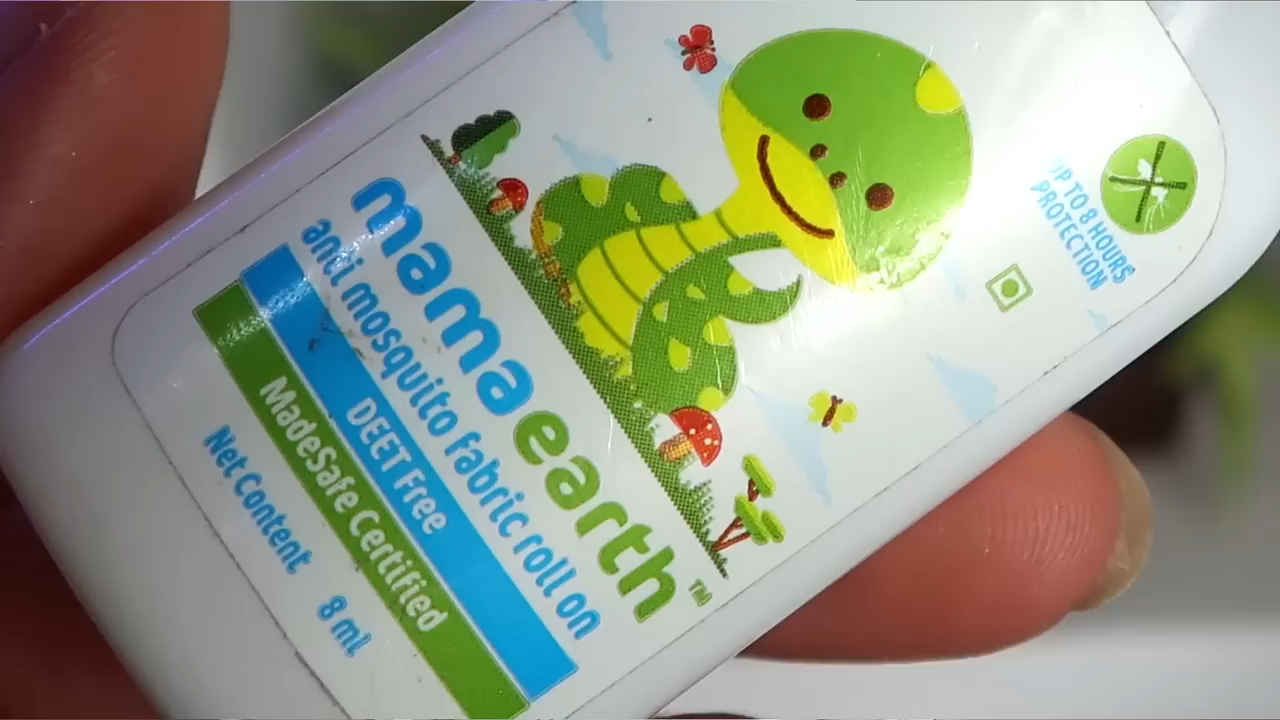 UP TO 8 HOURS
PROTECTION
mamaearth™
anti mosquito fabric roll on
DEET Free
MadeSafe Certified
Net Content 8 ml